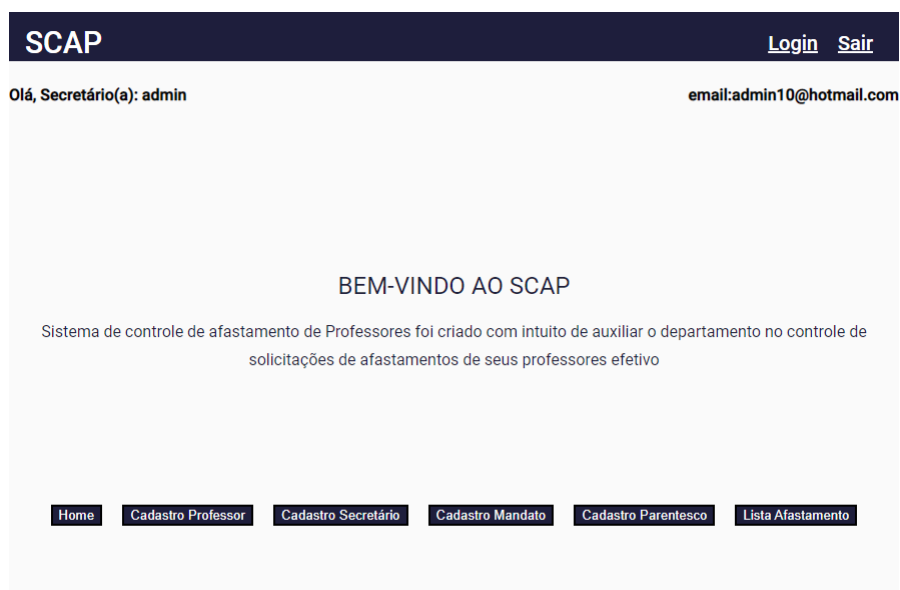 SCAP Login Sair
Olá, Secretário(a): admin email:admin10@hotmail.com
BEM-VINDO AO SCAP
Sistema de controle de afastamento de Professores foi criado com intuito de auxiliar o departamento no controle de
solicitações de afastamentos de seus professores efetivo
Home Cadastro Professor Cadastro Secretário Cadastro Mandato Cadastro Parentesco Lista Afastamento